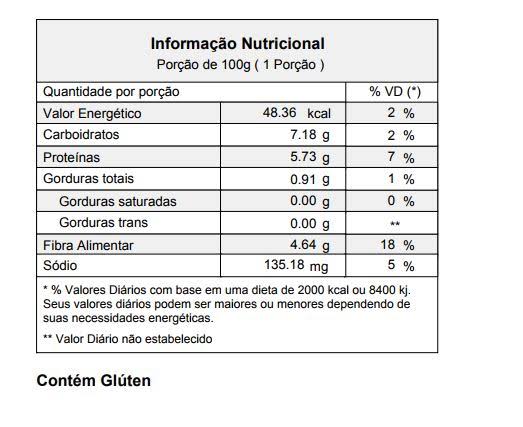 Informação Nutricional
Porção de 100g ( 1 Porção )
Quantidade por porção % VD (*)
Valor Energético 48.36 kcal 2 %
Carboidratos 7.18 g 2 %
Proteínas 5.73 g 7 %
Gorduras totais 0.91 g 1 %
Gorduras saturadas 0.00 g 0 %
Gorduras trans 0.00 g **
Fibra Alimentar 4.64 g 18 %
Sódio 135.18 mg 5 %
* % Valores Diários com base em uma dieta de 2000 kcal ou 8400 kj.
Seus valores diários podem ser maiores ou menores dependendo de
suas necessidades energéticas.
** Valor Diário não estabelecido
Contém Glúten